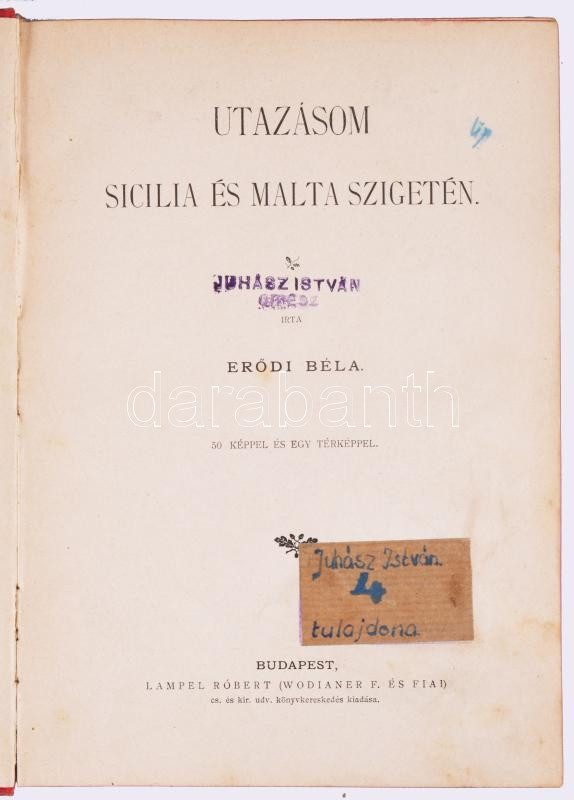 UTAZÁSOM
SICILIA ÉS MALTA SZIGETÉN.
JUHÁSZ ISTVÁN
IRTA
ERŐDI BÉLA.
darabanth
50 KÉPPEL ÉS EGY TÉRKÉPPEL.
Juhász István.
4
tulajdona.
BUDAPEST,
LAMPEL RÓBERT (WODIANER F. ÉS FIAI)
cs. és kir. udv. könyvkereskedés kiadása.